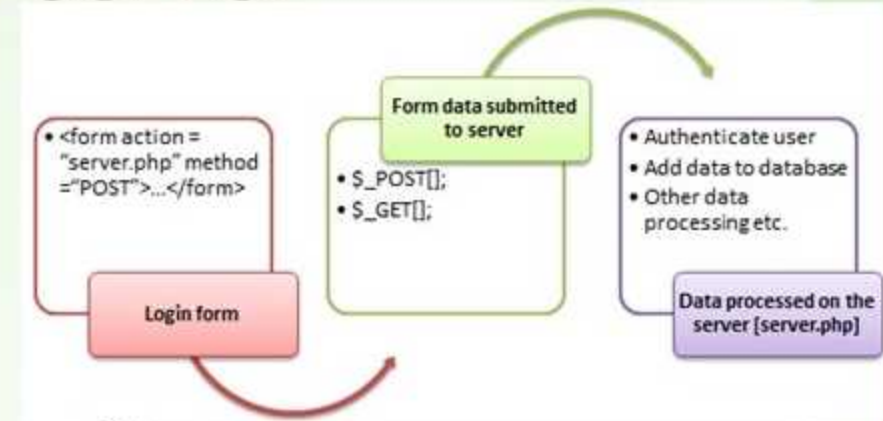 • <form action =
"server.php" method
="POST">...</form>
Login form
Form data submitted
to server
• $_POST[];
• $_GET[];
• Authenticate user
• Add data to database
• Other data
processing etc.
Data processed on the
server [server.php]